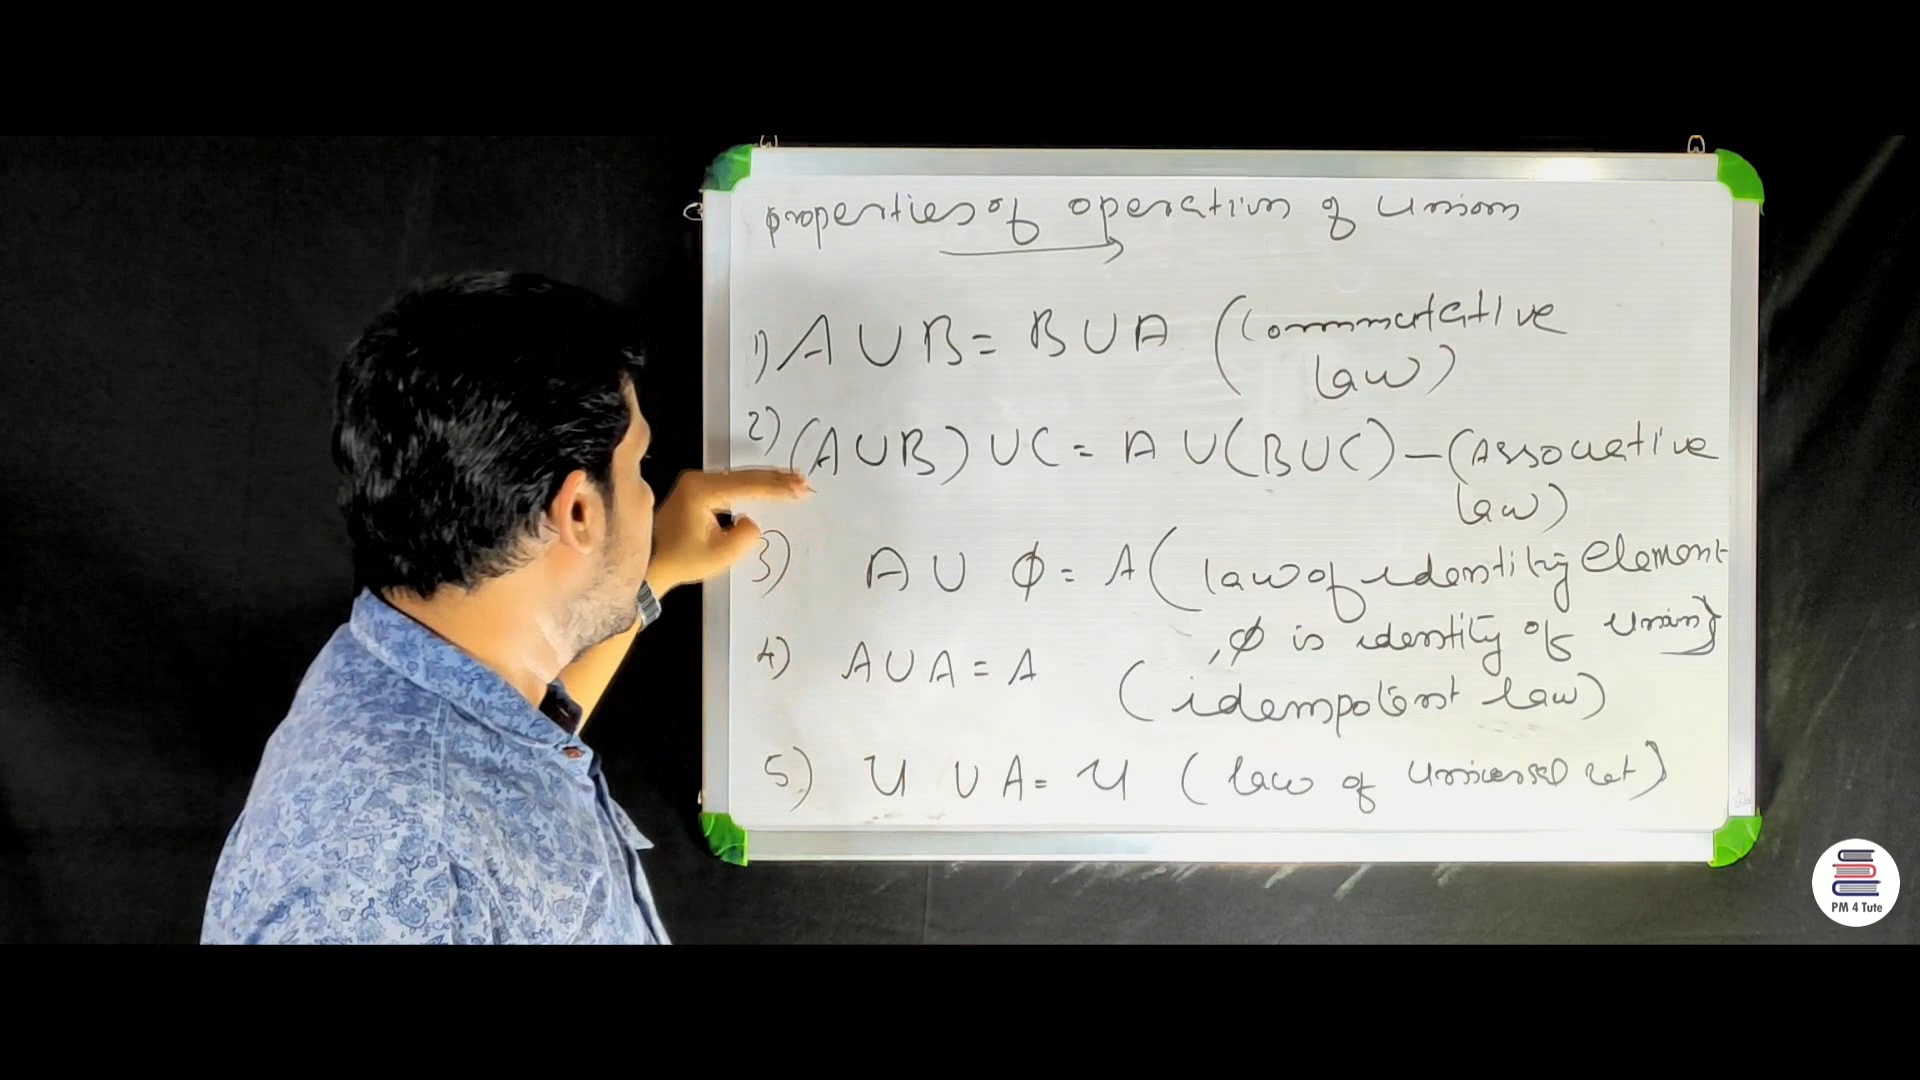 properties of operation of union
1) A ∪ B = B ∪ A (commutative
law)
2) (A ∪ B) ∪ C = A ∪ (B ∪ C) – (Associative
law)
3) A ∪ ϕ = A (law of identity element
, ϕ is identity of union}
4) A ∪ A = A
(idempotent law)
5) U ∪ A = U (law of universal set)
PM 4 Tute